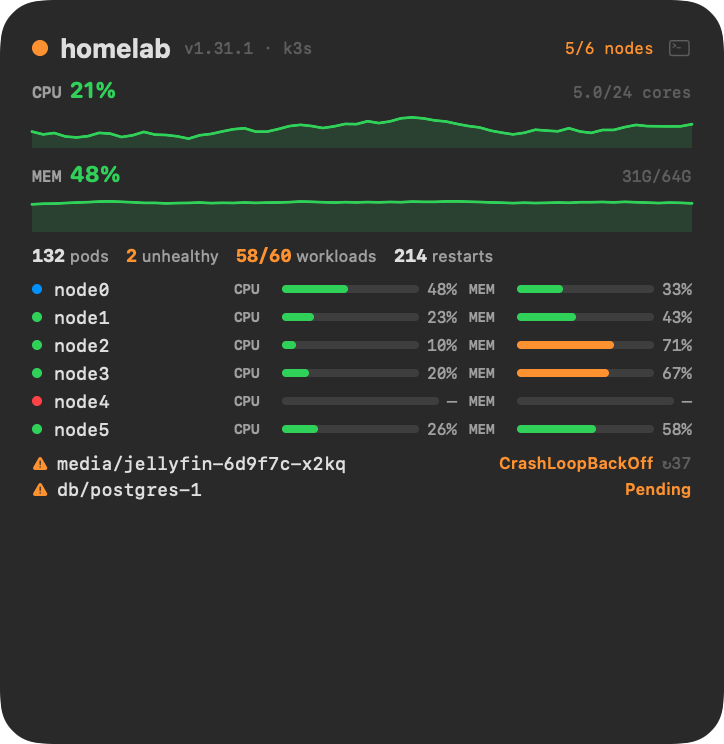 homelab v1.31.1 · k3s 5/6 nodes
CPU 21% 5.0/24 cores
MEM 48% 31G/64G
132 pods 2 unhealthy 58/60 workloads 214 restarts
node0 CPU 48% MEM 33%
node1 CPU 23% MEM 43%
node2 CPU 10% MEM 71%
node3 CPU 20% MEM 67%
node4 CPU — MEM —
node5 CPU 26% MEM 58%
media/jellyfin-6d9f7c-x2kq CrashLoopBackOff ↻37
db/postgres-1 Pending